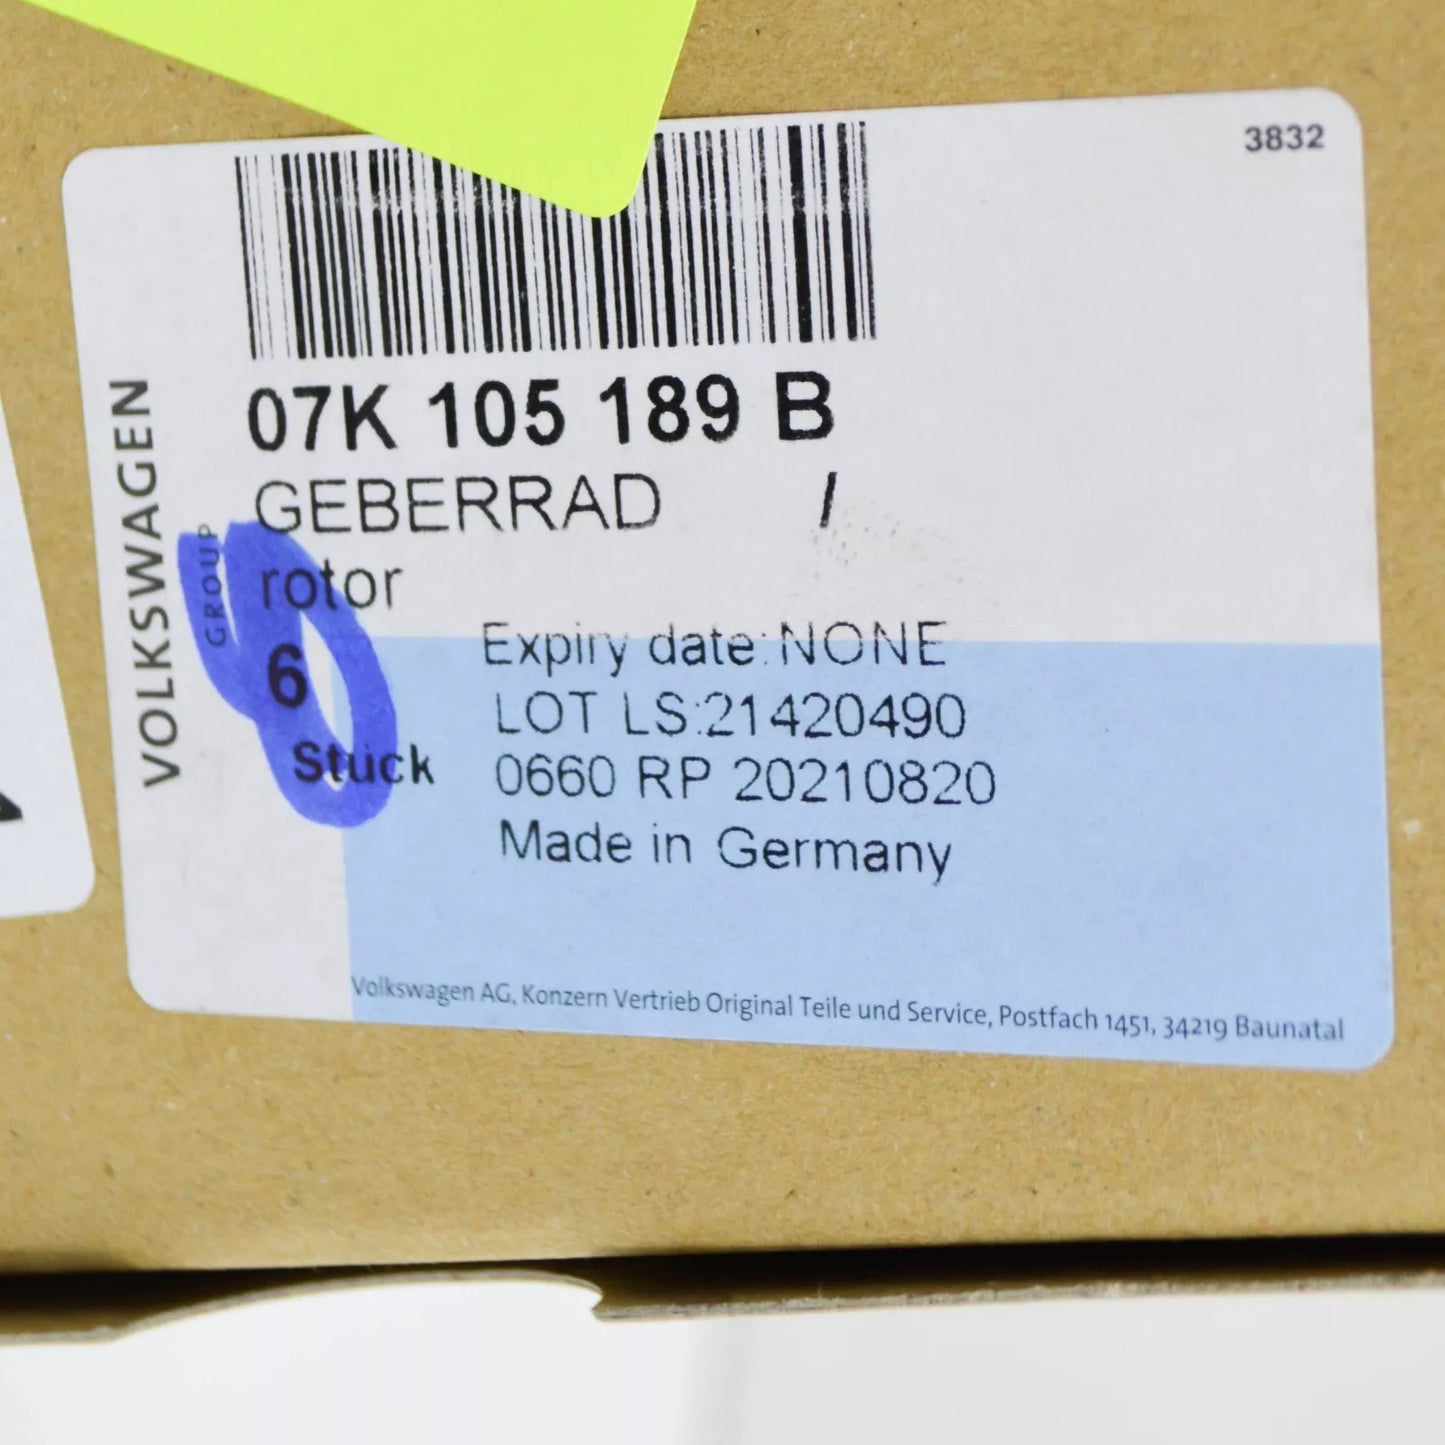 3832
07K 105 189 B
GEBERRAD /
rotor
6
Stück
Expiry date:NONE
LOT LS:21420490
0660 RP 20210820
Made in Germany
VOLKSWAGEN
GROUP
Volkswagen AG, Konzern Vertrieb Original Teile und Service, Postfach 1451, 34219 Baunatal